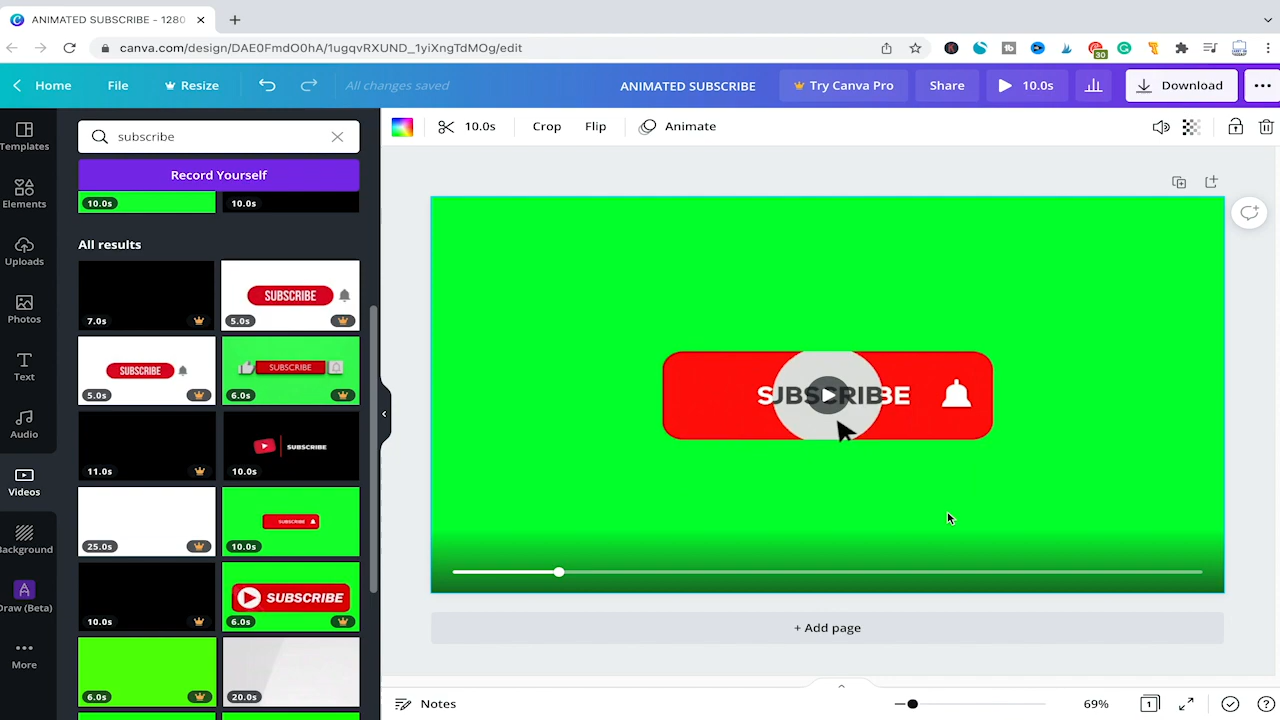 ANIMATED SUBSCRIBE - 1280
canva.com/design/DAE0FmdO0hA/1ugqvRXUND_1yiXngTdMOg/edit
30
Home File Resize All changes saved ANIMATED SUBSCRIBE Try Canva Pro Share 10.0s Download
10.0s Crop Flip Animate
Templates
Elements
Uploads
Photos
Text
Audio
Videos
Background
Draw (Beta)
More
subscribe
Record Yourself
10.0s 10.0s
All results
7.0s SUBSCRIBE 5.0s
SUBSCRIBE 5.0s SUBSCRIBE 6.0s
11.0s SUBSCRIBE 10.0s
25.0s SUBSCRIBE 10.0s
10.0s SUBSCRIBE 6.0s
6.0s 20.0s
SUBSCRIBE
+ Add page
Notes 69% 1